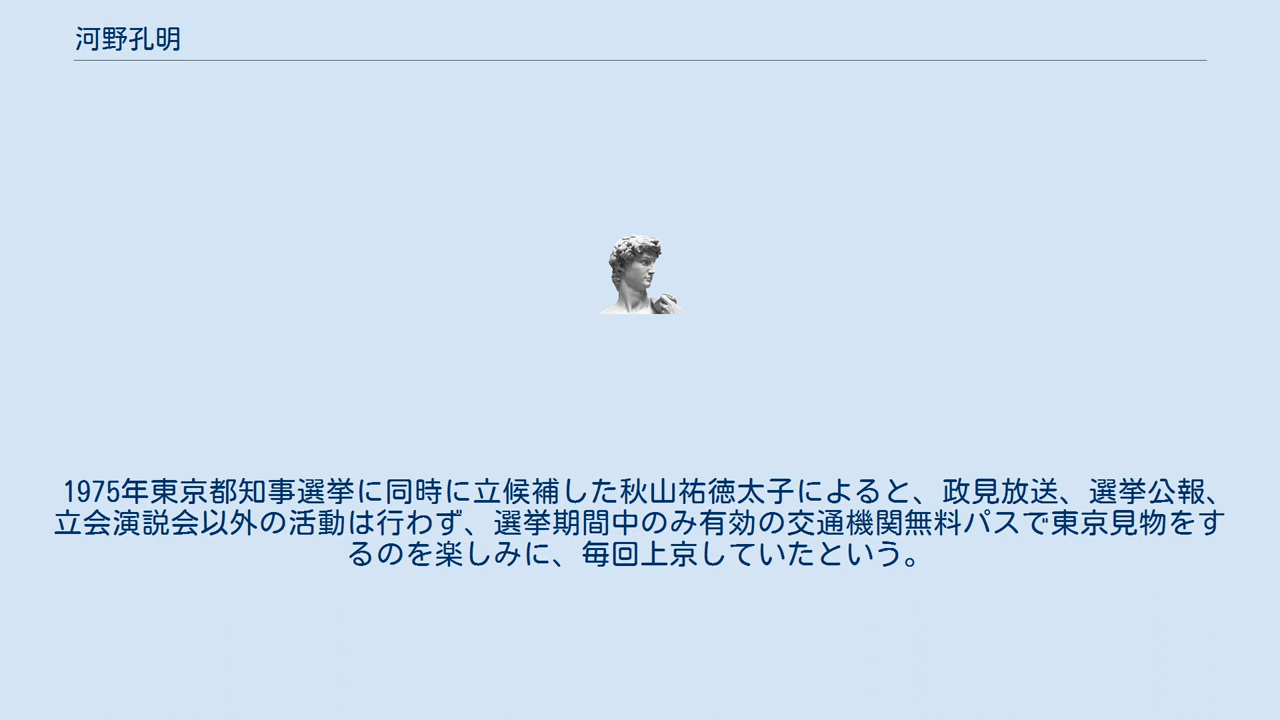 河野孔明
1975年東京都知事選挙に同時に立候補した秋山祐徳太子によると、政見放送、選挙公報、
立会演説会以外の活動は行わず、選挙期間中のみ有効の交通機関無料パスで東京見物をす
るのを楽しみに、毎回上京していたという。